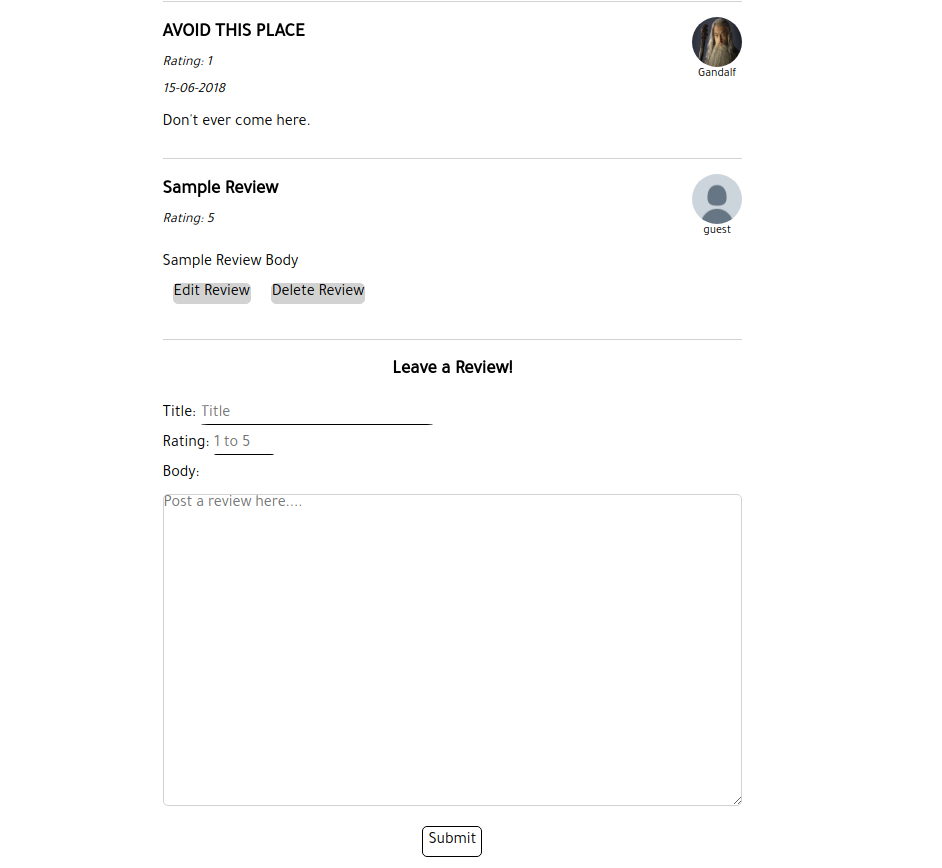 AVOID THIS PLACE
Rating: 1
Gandalf
15-06-2018
Don't ever come here.
Sample Review
Rating: 5
guest
Sample Review Body
Edit Review Delete Review
Leave a Review!
Title: Title
Rating: 1 to 5
Body:
Post a review here....
Submit